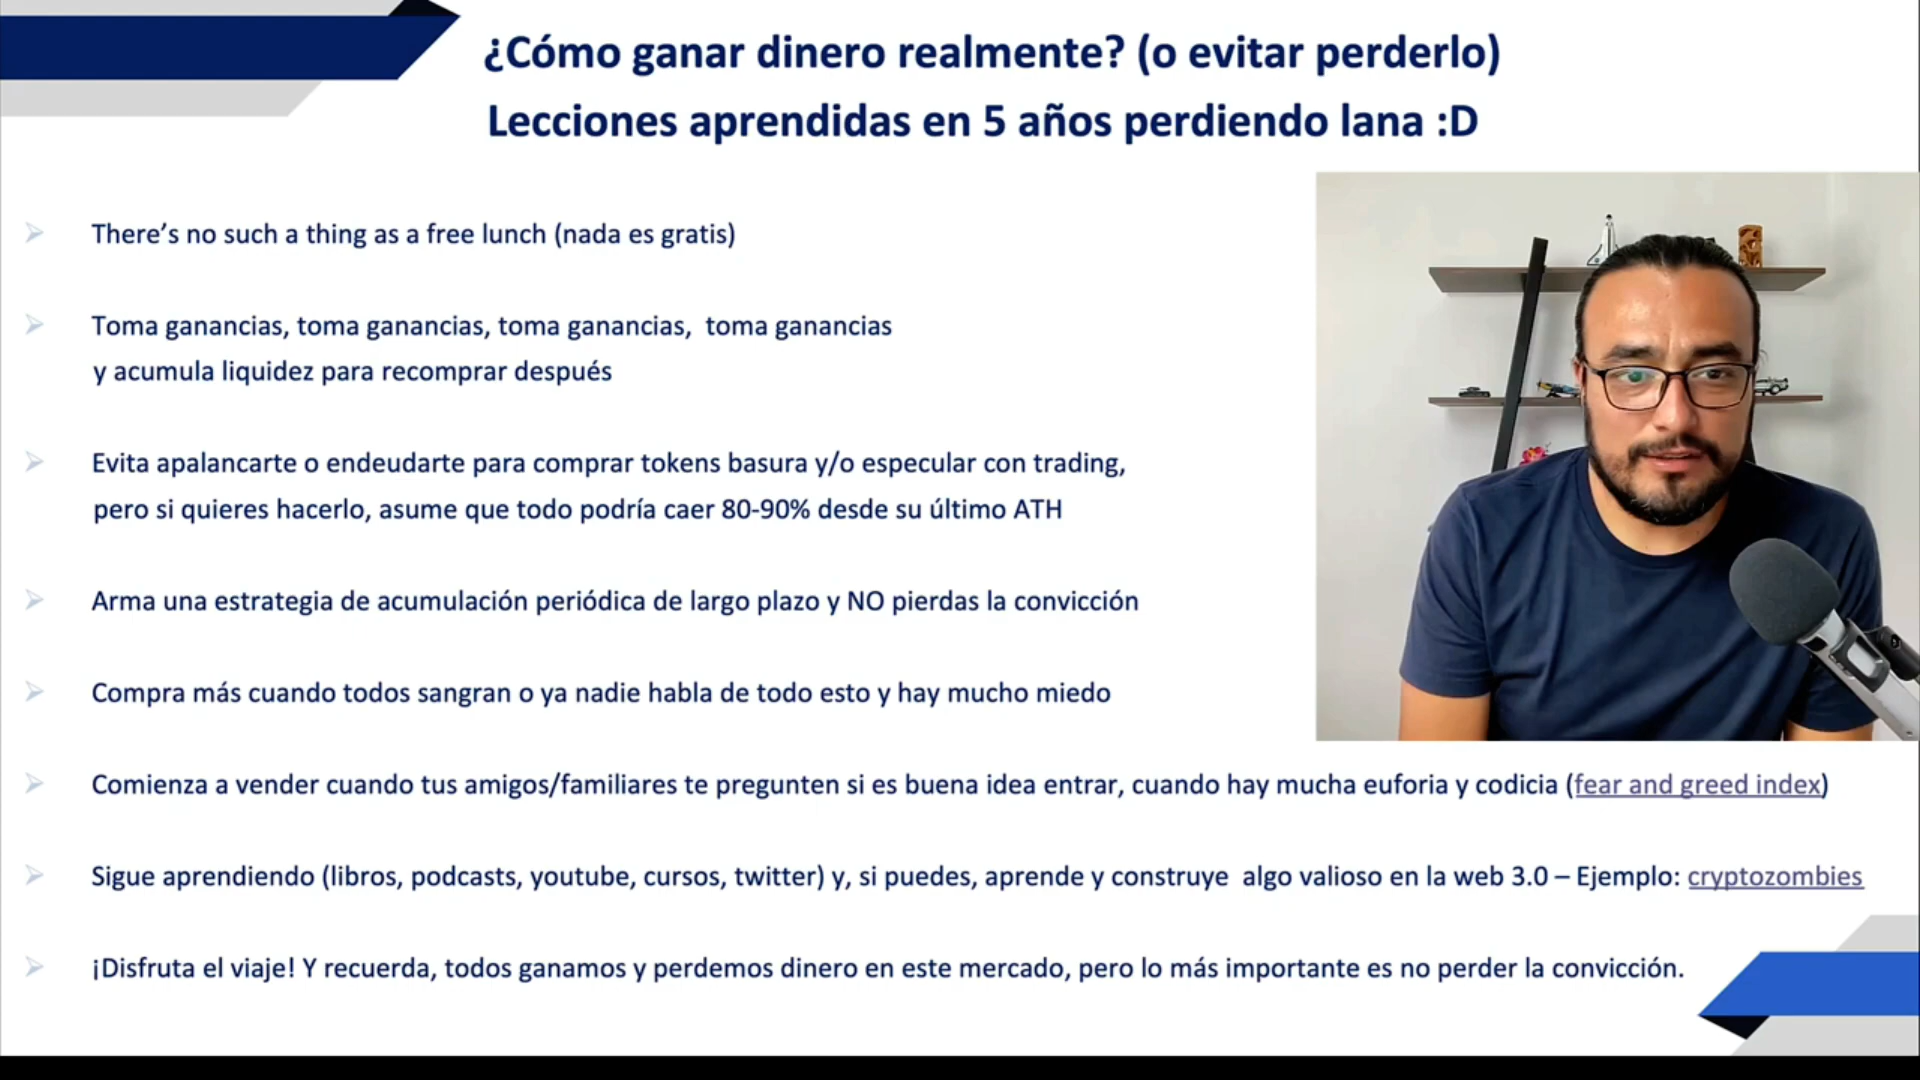 ¿Cómo ganar dinero realmente? (o evitar perderlo)
Lecciones aprendidas en 5 años perdiendo lana :D
There's no such a thing as a free lunch (nada es gratis)
Toma ganancias, toma ganancias, toma ganancias, toma ganancias
y acumula liquidez para recomprar después
Evita apalancarte o endeudarte para comprar tokens basura y/o especular con trading,
pero si quieres hacerlo, asume que todo podría caer 80-90% desde su último ATH
Arma una estrategia de acumulación periódica de largo plazo y NO pierdas la convicción
Compra más cuando todos sangran o ya nadie habla de todo esto y hay mucho miedo
Comienza a vender cuando tus amigos/familiares te pregunten si es buena idea entrar, cuando hay mucha euforia y codicia (fear and greed index)
Sigue aprendiendo (libros, podcasts, youtube, cursos, twitter) y, si puedes, aprende y construye algo valioso en la web 3.0 – Ejemplo: cryptozombies
¡Disfruta el viaje! Y recuerda, todos ganamos y perdemos dinero en este mercado, pero lo más importante es no perder la convicción.